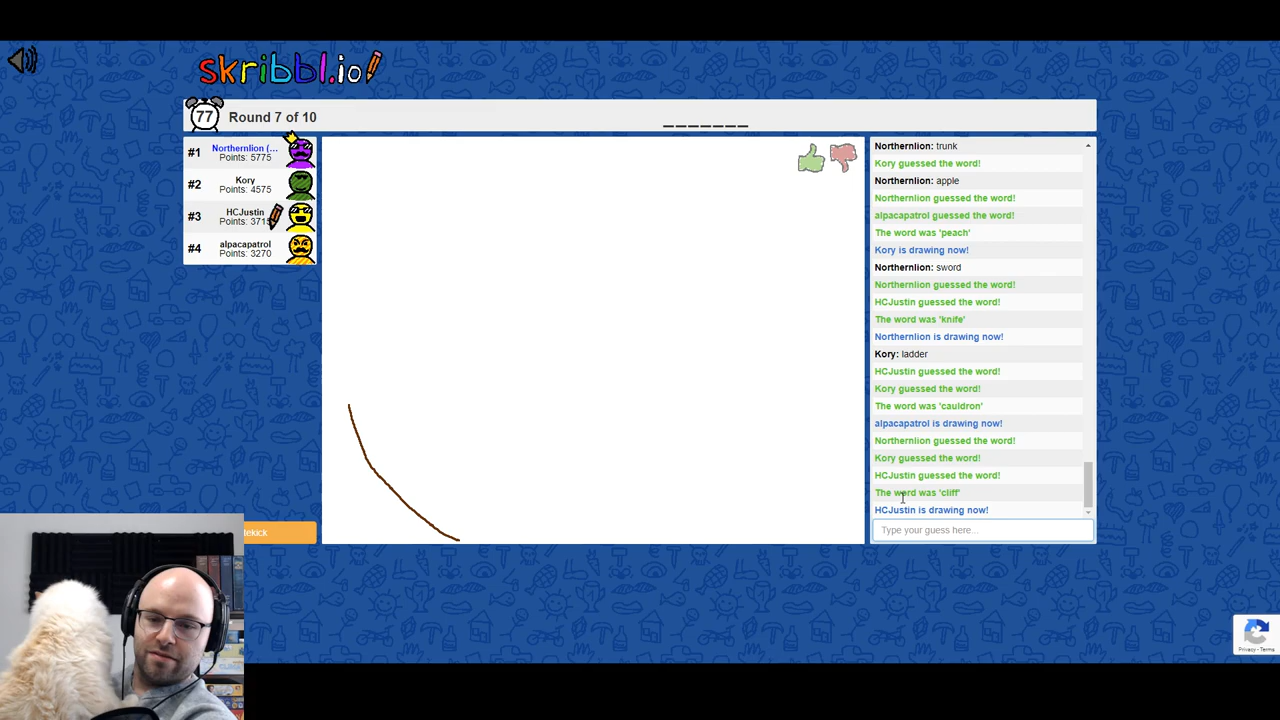 skribbl.io
77
Round 7 of 10
_______
#1
Northernlion (...
Points: 5775
#2
Kory
Points: 4575
#3
HCJustin
#4
alpacapatrol
Points: 3270
Northernlion: trunk
Kory guessed the word!
Northernlion: apple
Northernlion guessed the word!
alpacapatrol guessed the word!
The word was 'peach'
Kory is drawing now!
Northernlion: sword
Northernlion guessed the word!
HCJustin guessed the word!
The word was 'knife'
Northernlion is drawing now!
Kory: ladder
HCJustin guessed the word!
Kory guessed the word!
The word was 'cauldron'
alpacapatrol is drawing now!
Northernlion guessed the word!
Kory guessed the word!
HCJustin guessed the word!
The word was 'cliff'
HCJustin is drawing now!
Type your guess here...
Privacy - Terms